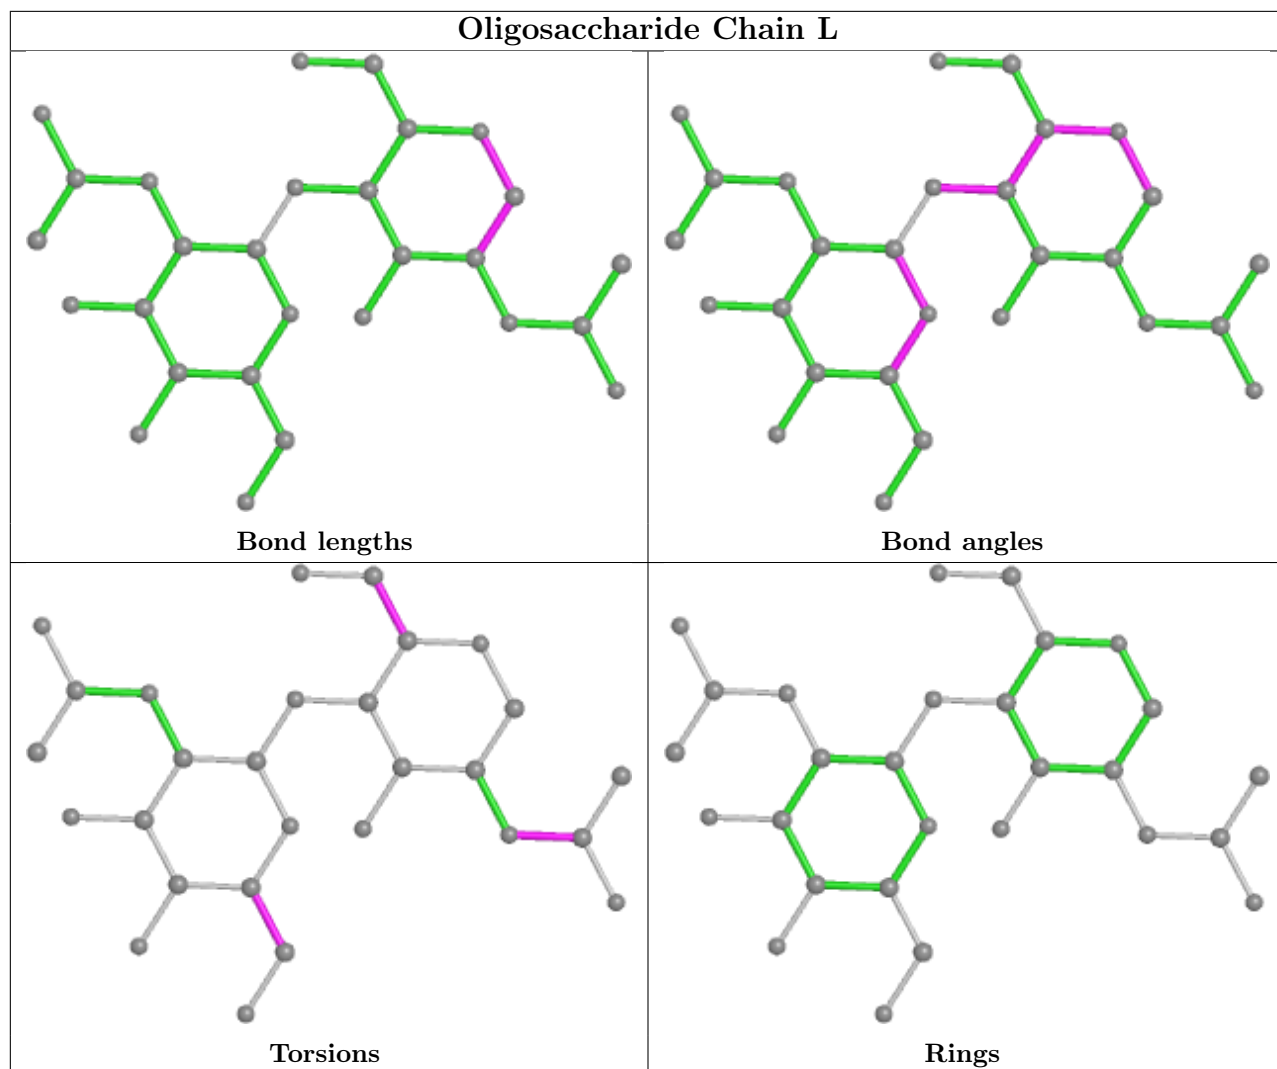 Oligosaccharide Chain L
Bond lengths
Bond angles
Torsions
Rings